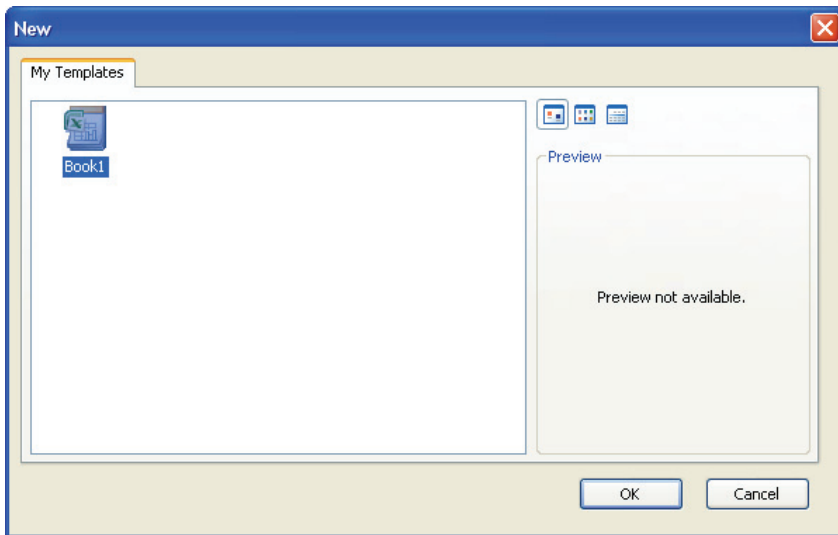 New
My Templates
Book1
Preview
Preview not available.
OK
Cancel